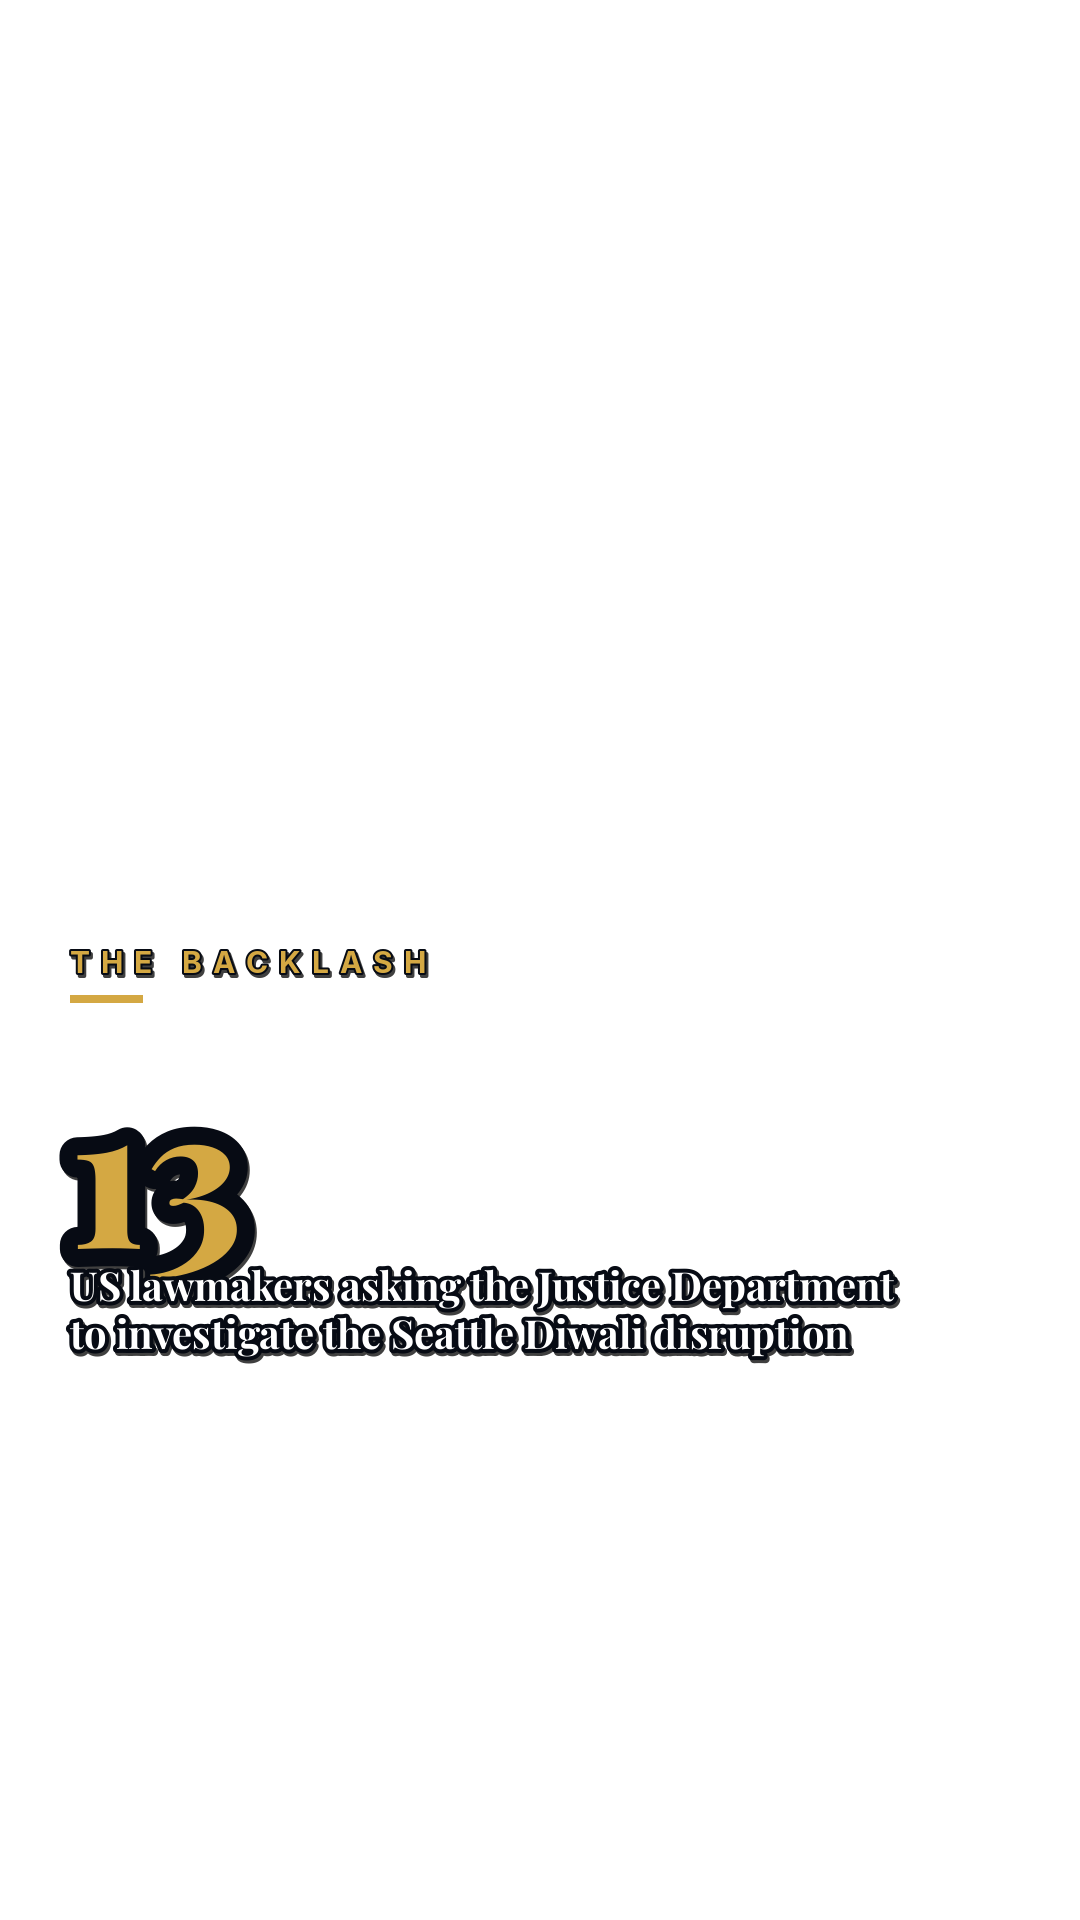 THE BACKLASH
13
US lawmakers asking the Justice Department
to investigate the Seattle Diwali disruption